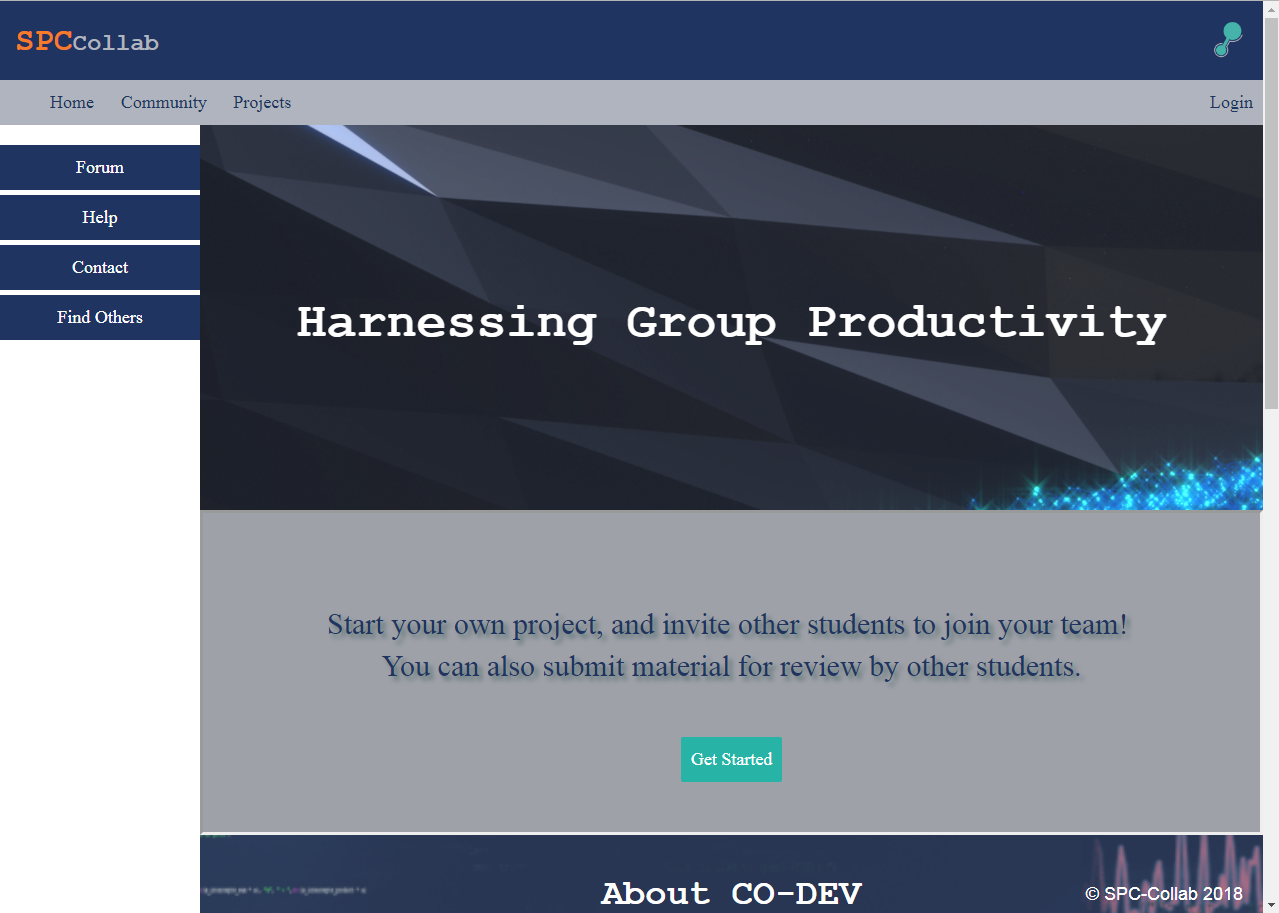 SPCCollab
Home Community Projects Login
Forum
Help
Contact
Find Others
Harnessing Group Productivity
Start your own project, and invite other students to join your team!
You can also submit material for review by other students.
Get Started
About CO-DEV
© SPC-Collab 2018